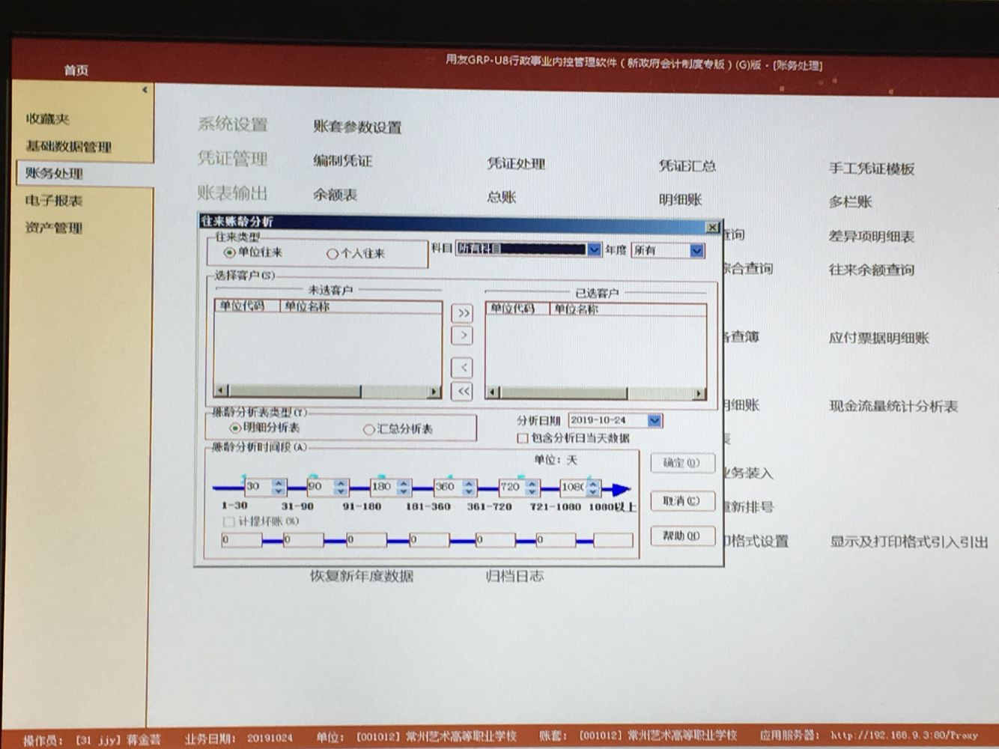 用友GRP-U8行政事业内控管理软件（新政府会计制度专版）(G)版 - [账务处理]
首页
收藏夹
基础数据管理
账务处理
电子报表
资产管理
系统设置 账套参数设置
凭证管理 编制凭证 凭证处理 凭证汇总 手工凭证模板
账表输出 余额表 总账 明细账 多栏账
查询 差异项明细表
综合查询 往来余额查询
备查簿 应付票据明细账
明细账 现金流量统计分析表
表
业务装入
重新排号
印格式设置 显示及打印格式引入引出
恢复新年度数据 归档日志
往来账龄分析
往来类型
单位往来 个人往来 科目 所有科目 年度 所有
选择客户(S)
未选客户 已选客户
单位代码 单位名称 单位代码 单位名称
>>
>
<
<<
账龄分析表类型(Y)
明细分析表 汇总分析表
分析日期 2019-10-24
包含分析日当天数据
账龄分析时间段(A)
单位：天
30 90 180 360 720 1080
1-30 31-90 91-180 181-360 361-720 721-1080 1080以上
计提坏账(%)
0 0 0 0 0 0
确定(O)
取消(C)
帮助(H)
操作员： [31 jjy] 蒋金芸 业务日期： 20191024 单位： [001012] 常州艺术高等职业学校 账套： [001012] 常州艺术高等职业学校 应用服务器： http://192.168.9.3:80/Proxy